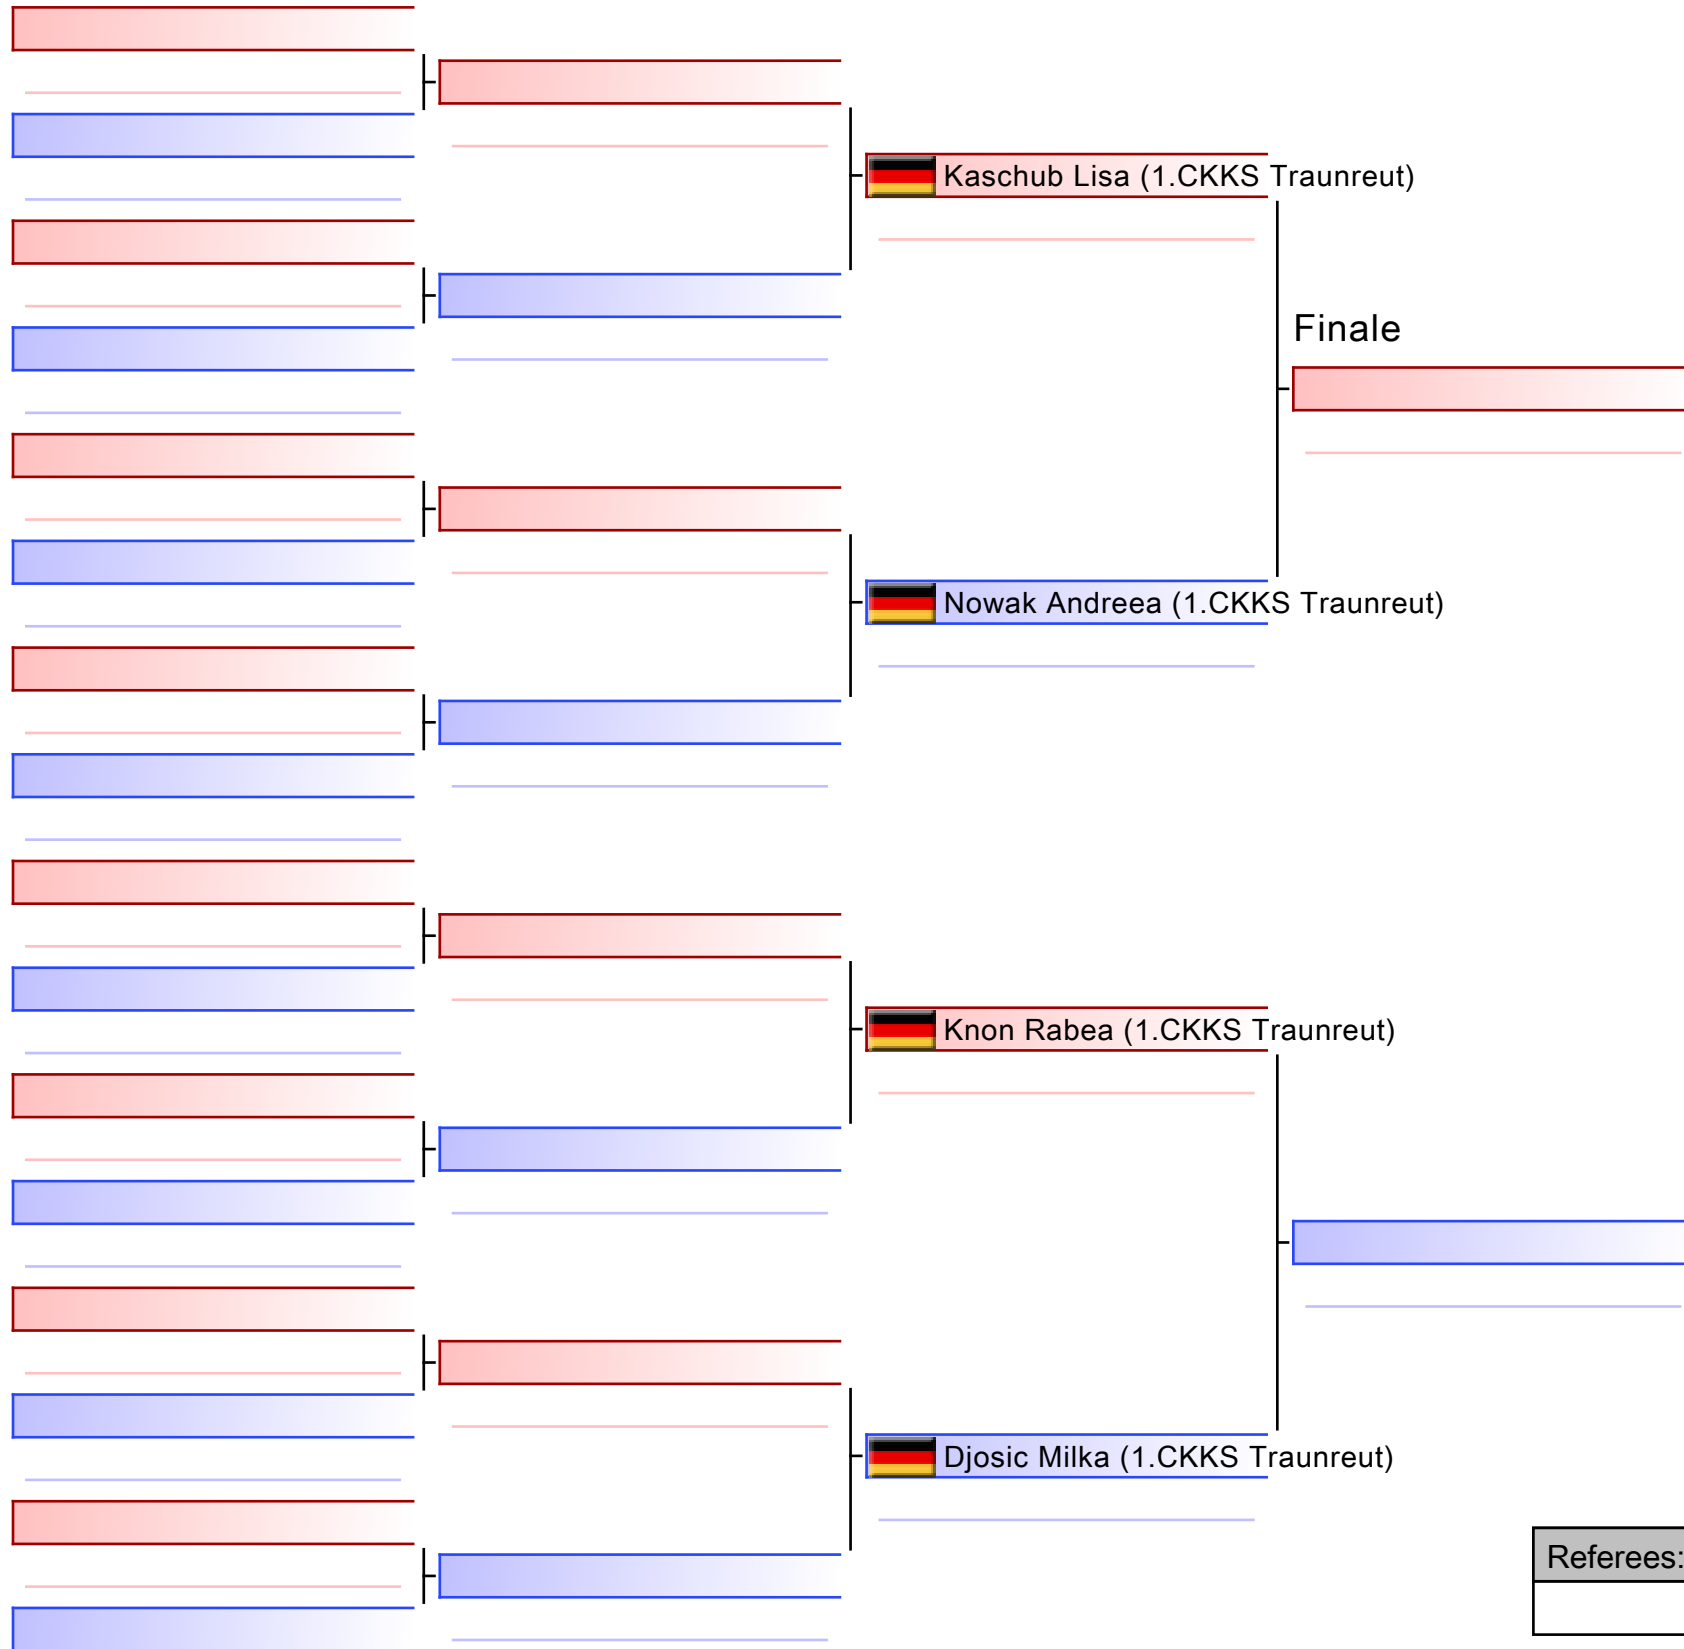 Kaschub Lisa (1.CKKS Traunreut)
Finale
Nowak Andreea (1.CKKS Traunreut)
Knon Rabea (1.CKKS Traunreut)
Djosic Milka (1.CKKS Traunreut)
Referees: